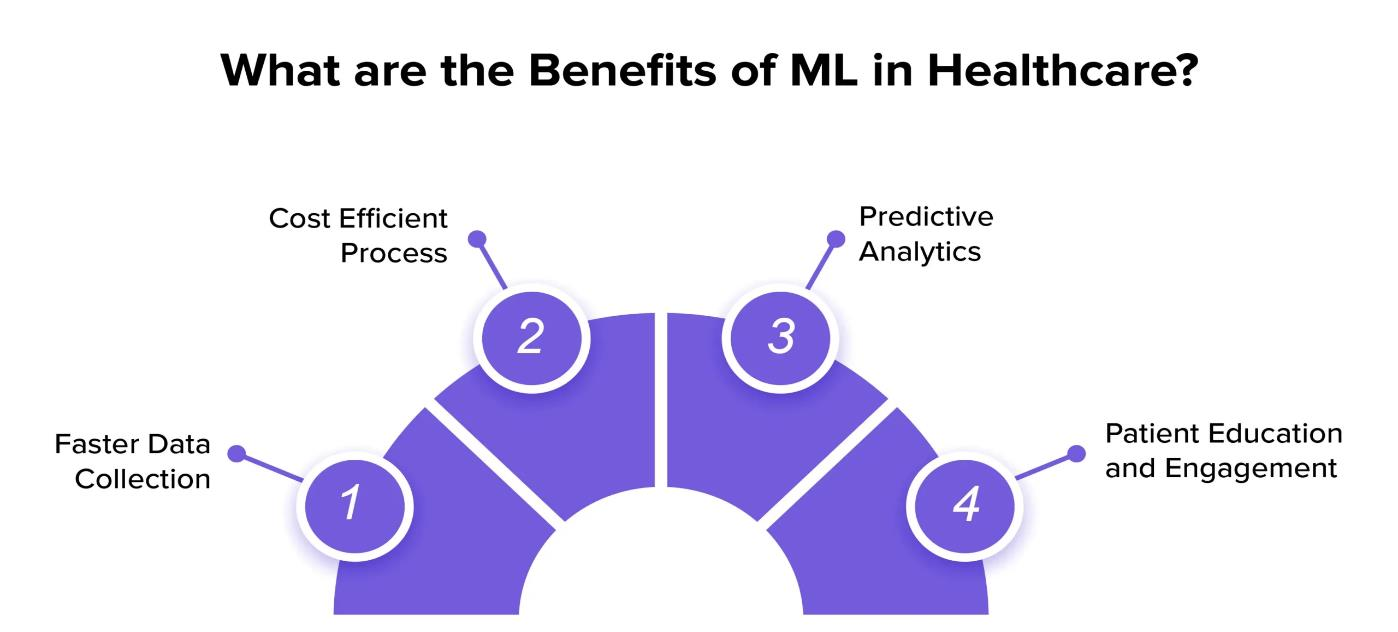 What are the Benefits of ML in Healthcare?
Cost Efficient
Process
Predictive
Analytics
2
3
Faster Data
Collection
Patient Education
and Engagement
1
4